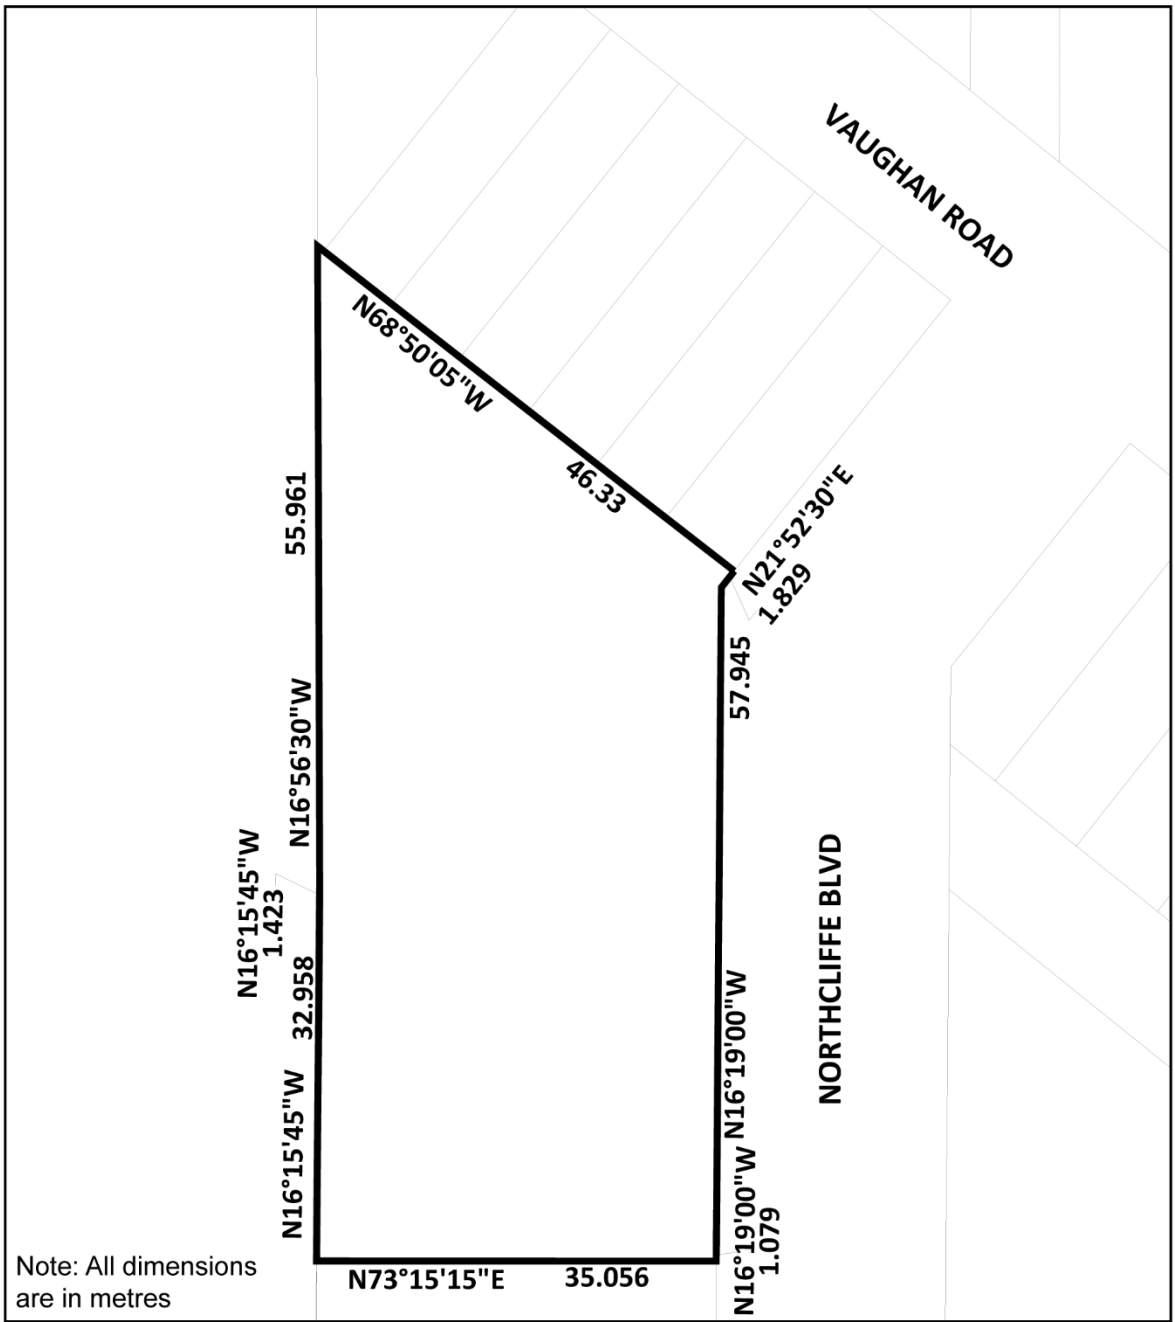 VAUGHAN ROAD
N68°50'05"W
46.33
N21°52'30"E
1.829
55.961
57.945
N16°56'30"W
N16°15'45"W
1.423
32.958
NORTHCLIFFE BLVD
N16°19'00"W
N16°15'45"W
N16°19'00"W
1.079
N73°15'15"E
35.056
Note: All dimensions
are in metres